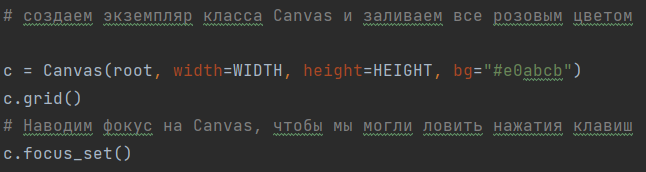 # создаем экземпляр класса Canvas и заливаем все розовым цветом
c = Canvas(root, width=WIDTH, height=HEIGHT, bg="#e0abcb")
c.grid()
# Наводим фокус на Canvas, чтобы мы могли ловить нажатия клавиш
c.focus_set()